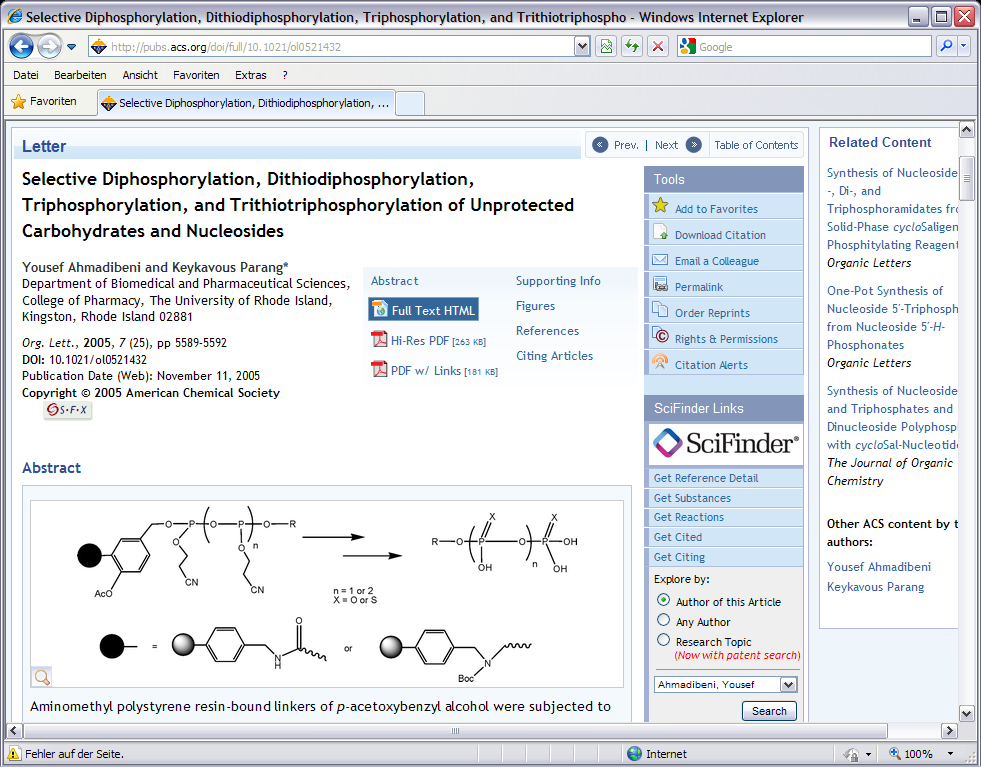 Selective Diphosphorylation, Dithiodiphosphorylation, Triphosphorylation, and Trithiotriphospho - Windows Internet Explorer
http://pubs.acs.org/doi/full/10.1021/ol0521432
Google
Datei Bearbeiten Ansicht Favoriten Extras ?
Favoriten
Selective Diphosphorylation, Dithiodiphosphorylation, ...
Letter
Prev. | Next
Table of Contents
Selective Diphosphorylation, Dithiodiphosphorylation,
Triphosphorylation, and Trithiotriphosphorylation of Unprotected
Carbohydrates and Nucleosides
Yousef Ahmadibeni and Keykavous Parang*
Department of Biomedical and Pharmaceutical Sciences,
College of Pharmacy, The University of Rhode Island,
Kingston, Rhode Island 02881
Org. Lett., 2005, 7 (25), pp 5589-5592
DOI: 10.1021/ol0521432
Publication Date (Web): November 11, 2005
Copyright © 2005 American Chemical Society
S·F·X
Abstract
Full Text HTML
Hi-Res PDF [263 KB]
PDF w/ Links [181 KB]
Supporting Info
Figures
References
Citing Articles
Abstract
O P O P O R
O O n
CN CN
AcO
n = 1 or 2
X = O or S
X X
R O P O P OH
OH n OH
= N H O or N Boc
Aminomethyl polystyrene resin-bound linkers of p-acetoxybenzyl alcohol were subjected to
Tools
Add to Favorites
Download Citation
Email a Colleague
Permalink
Order Reprints
Rights & Permissions
Citation Alerts
SciFinder Links
SciFinder®
Get Reference Detail
Get Substances
Get Reactions
Get Cited
Get Citing
Explore by:
Author of this Article
Any Author
Research Topic
(Now with patent search)
Ahmadibeni, Yousef
Search
Related Content
Synthesis of Nucleoside
-, Di-, and
Triphosphoramidates fro
Solid-Phase cycloSaligen
Phosphitylating Reagent
Organic Letters
One-Pot Synthesis of
Nucleoside 5′-Triphosph
from Nucleoside 5′-H-
Phosphonates
Organic Letters
Synthesis of Nucleoside
and Triphosphates and
Dinucleoside Polyphosp
with cycloSal-Nucleotide
The Journal of Organic
Chemistry
Other ACS content by t
authors:
Yousef Ahmadibeni
Keykavous Parang
Fehler auf der Seite.
Internet
100%